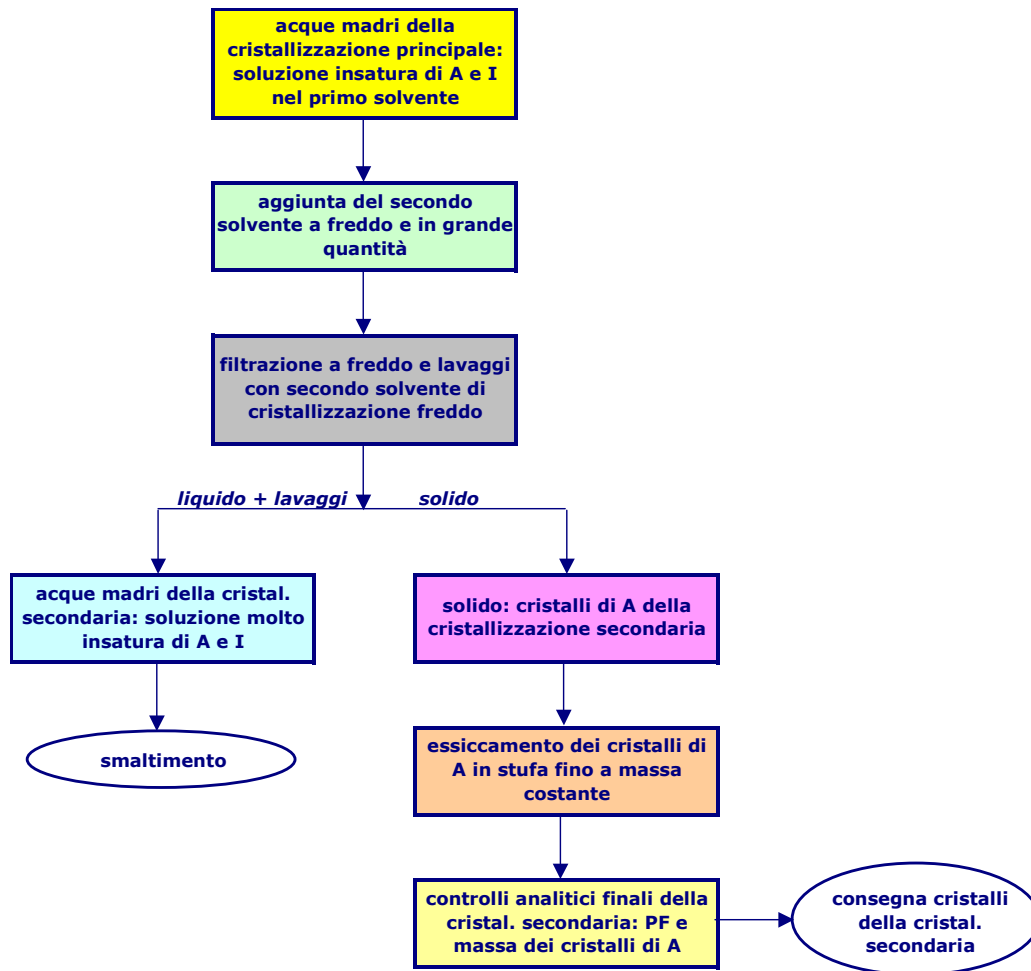 acque madri della
cristallizzazione principale:
soluzione insatura di A e I
nel primo solvente
aggiunta del secondo
solvente a freddo e in grande
quantità
filtrazione a freddo e lavaggi
con secondo solvente di
cristallizzazione freddo
liquido + lavaggi
solido
acque madri della cristal.
secondaria: soluzione molto
insatura di A e I
solido: cristalli di A della
cristallizzazione secondaria
smaltimento
essiccamento dei cristalli di
A in stufa fino a massa
costante
controlli analitici finali della
cristal. secondaria: PF e
massa dei cristalli di A
consegna cristalli
della cristal.
secondaria